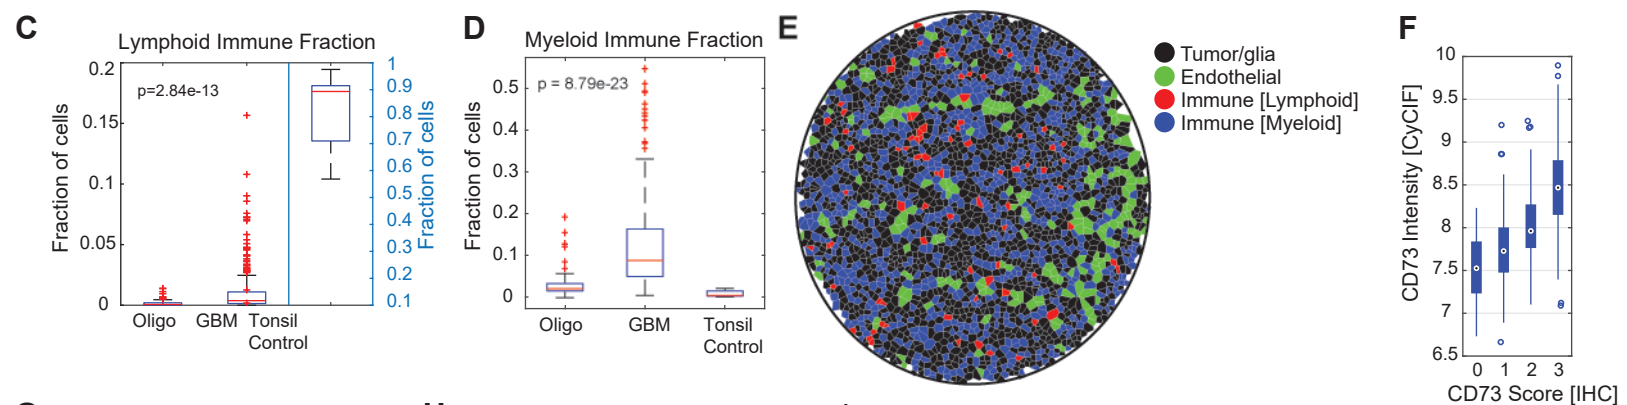 C
Lymphoid Immune Fraction
Fraction of cells
0.2
0.15
0.1
0.05
0
p=2.84e-13
1
0.9
0.8
0.7
0.6
0.5
0.4
0.3
0.2
0.1
Fraction of cells
Oligo GBM Tonsil
Control
D
Myeloid Immune Fraction
Fraction of cells
0.5
0.4
0.3
0.2
0.1
0
p = 8.79e-23
Oligo GBM Tonsil
Control
E
Tumor/glia
Endothelial
Immune [Lymphoid]
Immune [Myeloid]
F
CD73 Intensity [CyCIF]
10
9.5
9
8.5
8
7.5
7
6.5
0 1 2 3
CD73 Score [IHC]